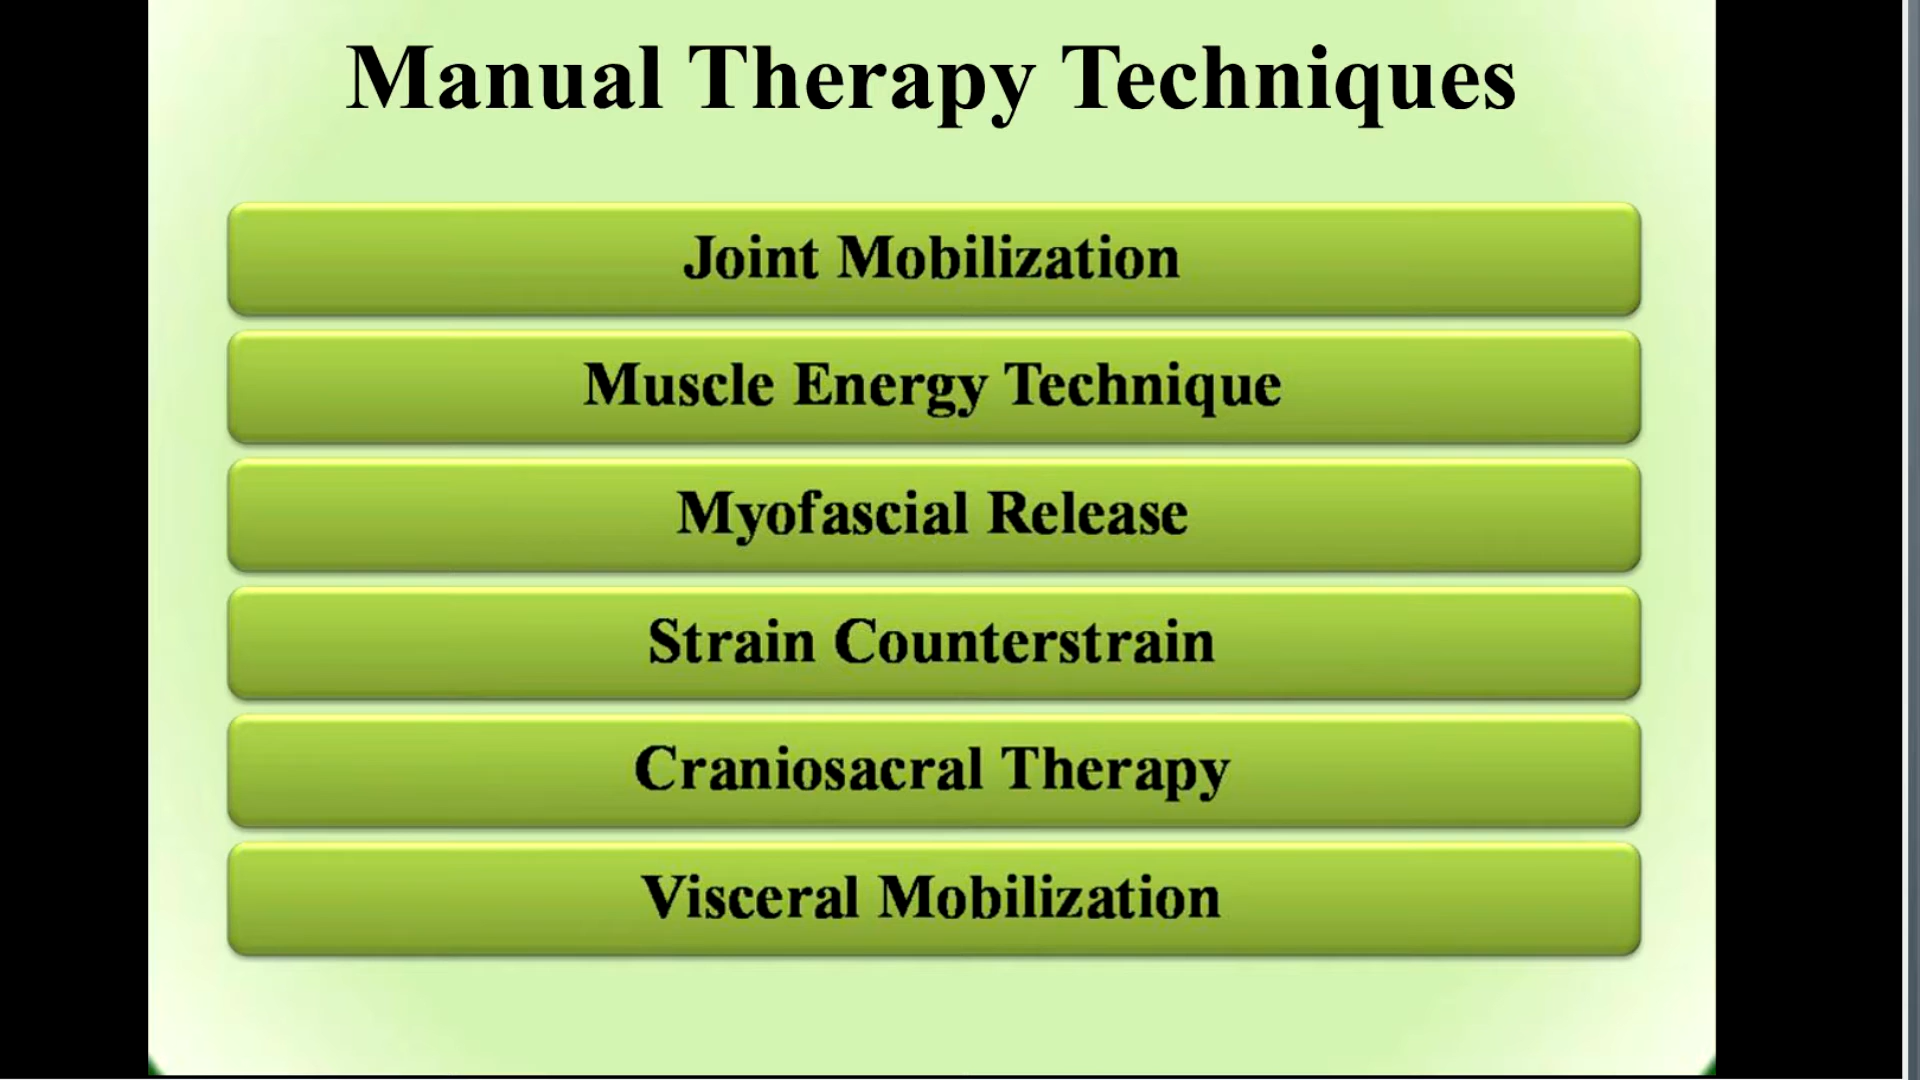 Manual Therapy Techniques
Joint Mobilization
Muscle Energy Technique
Myofascial Release
Strain Counterstrain
Craniosacral Therapy
Visceral Mobilization